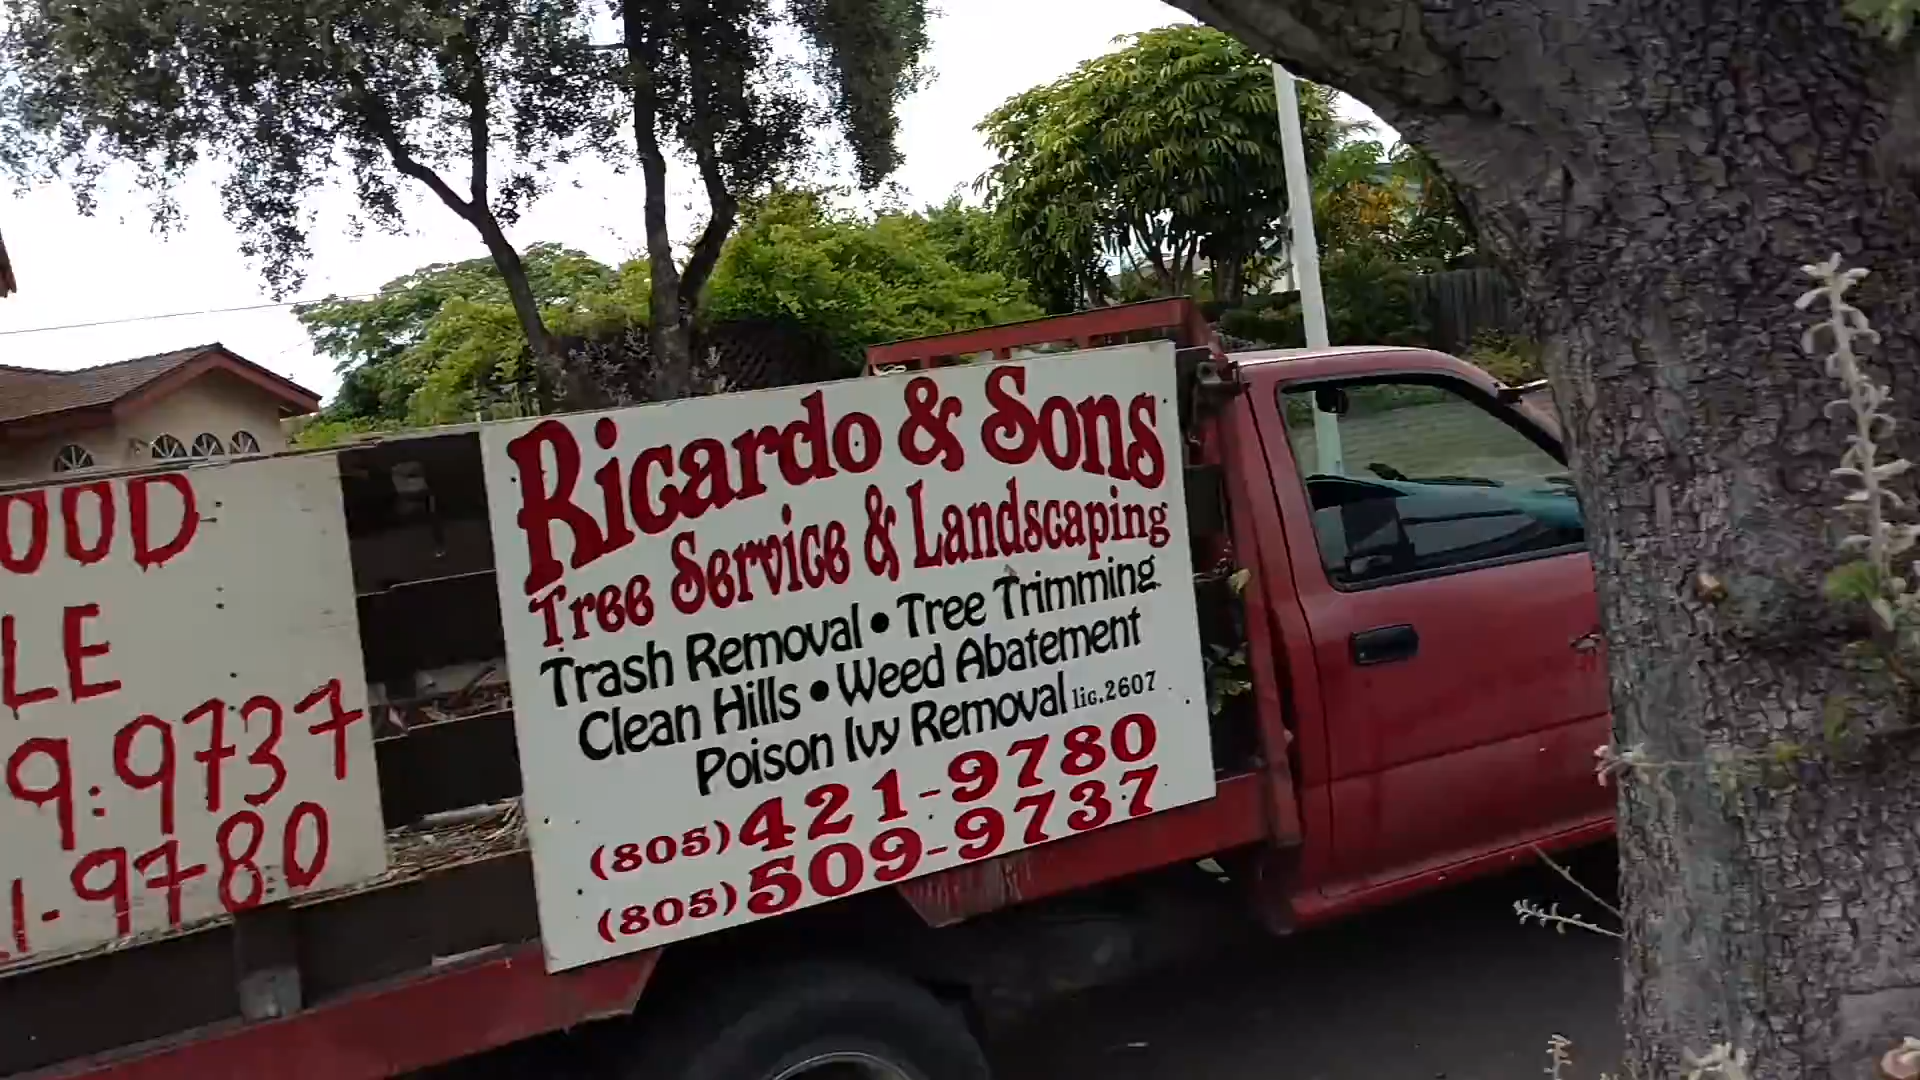 OOD
LE
9:9737
1-9780
Ricardo & Sons
Tree Service & Landscaping
Trash Removal • Tree Trimming
Clean Hills • Weed Abatement
Poison Ivy Removal lic.2607
(805) 421-9780
(805) 509-9737